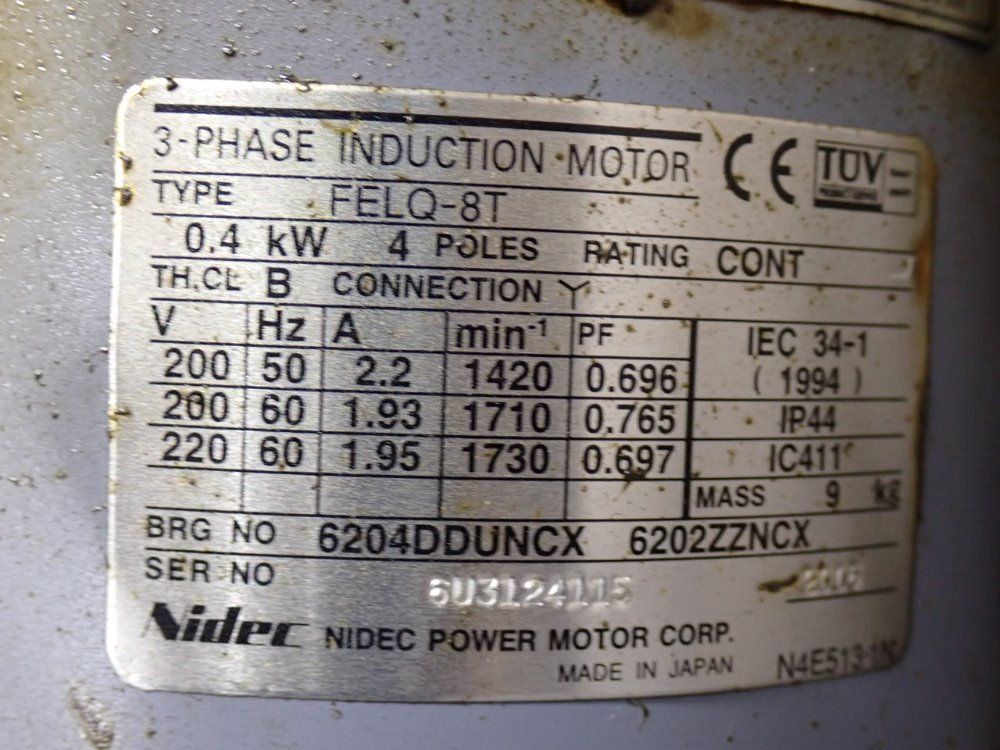 3-PHASE INDUCTION MOTOR CE TÜV
TYPE FELQ-8T
0.4 kW 4 POLES RATING CONT
TH.CL B CONNECTION Y
V Hz A min-1 PF IEC 34-1
200 50 2.2 1420 0.696 ( 1994 )
200 60 1.93 1710 0.765 IP44
220 60 1.95 1730 0.697 IC411
MASS 9 kg
BRG NO 6204DDUNCX 6202ZZNCX
SER NO 6U3124115
Nidec NIDEC POWER MOTOR CORP.
MADE IN JAPAN